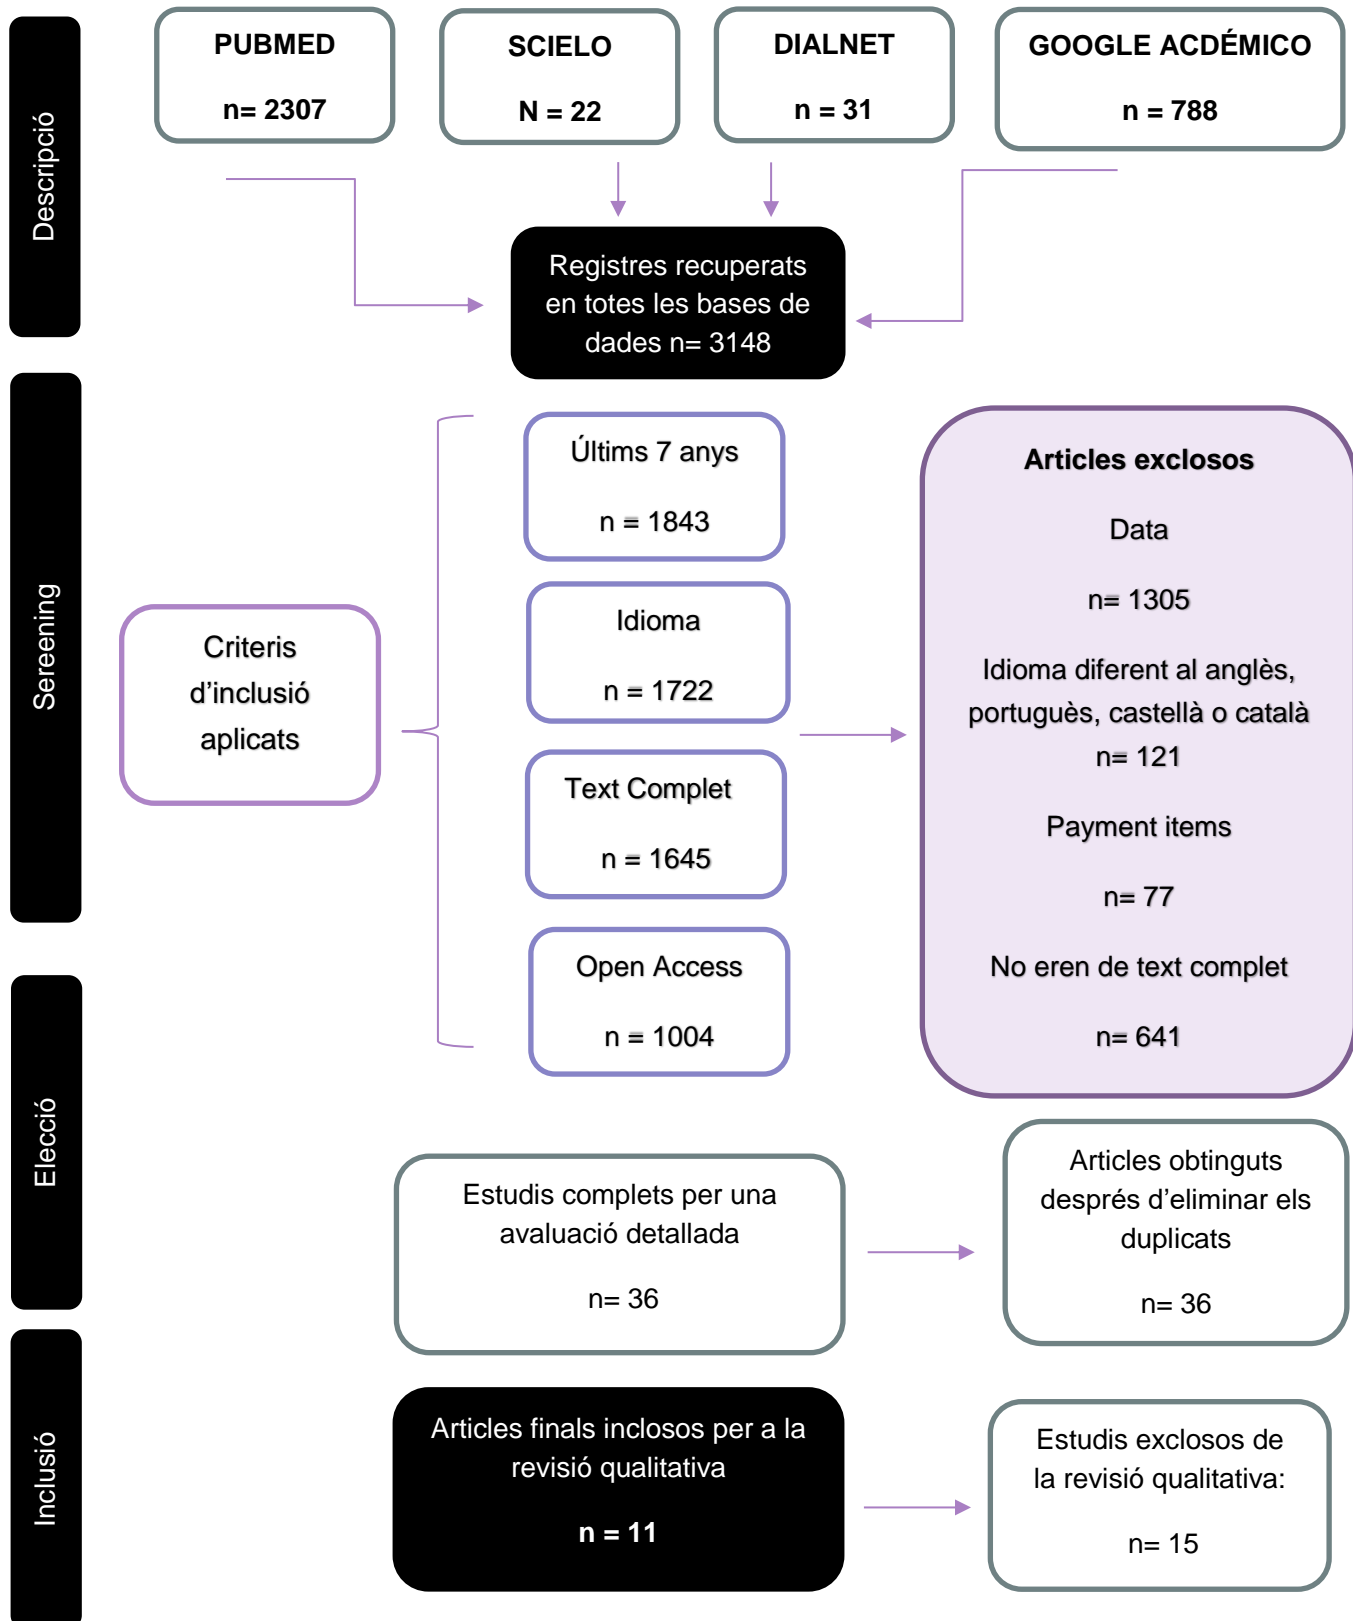 PUBMED
n= 2307
SCIELO
N = 22
DIALNET
n = 31
GOOGLE ACDÉMICO
n = 788
Descripció
Registres recuperats
en totes les bases de
dades n= 3148
Sereening
Criteris
d’inclusió
aplicats
Últims 7 anys
n = 1843
Idioma
n = 1722
Text Complet
n = 1645
Open Access
n = 1004
Articles exclosos
Data
n= 1305
Idioma diferent al anglès,
portuguès, castellà o català
n= 121
Payment items
n= 77
No eren de text complet
n= 641
Elecció
Estudis complets per una
avaluació detallada
n= 36
Articles obtinguts
després d’eliminar els
duplicats
n= 36
Inclusió
Articles finals inclosos per a la
revisió qualitativa
n = 11
Estudis exclosos de
la revisió qualitativa:
n= 15